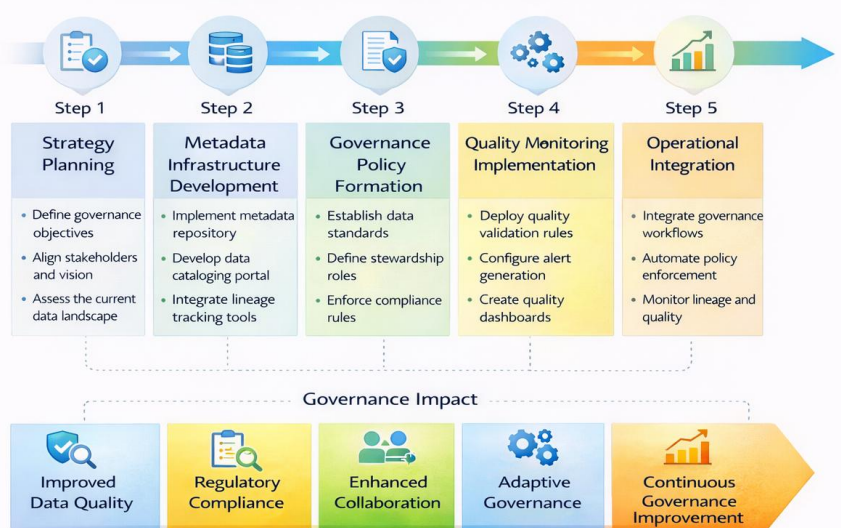 Step 1
Step 2
Step 3
Step 4
Step 5
Strategy
Planning
• Define governance
objectives
• Align stakeholders
and vision
• Assess the current
data landscape
Metadata
Infrastructure
Development
• Implement metadata
repository
• Develop data
cataloging portal
• Integrate lineage
tracking tools
Governance
Policy
Formation
• Establish data
standards
• Define stewardship
roles
• Enforce compliance
rules
Quality Monitoring
Implementation
• Deploy quality
validation rules
• Configure alert
generation
• Create quality
dashboards
Operational
Integration
• Integrate governance
workflows
• Automate policy
enforcement
• Monitor lineage and
quality
Governance Impact
Improved
Data Quality
Regulatory
Compliance
Enhanced
Collaboration
Adaptive
Governance
Continuous
Governance
Improvement